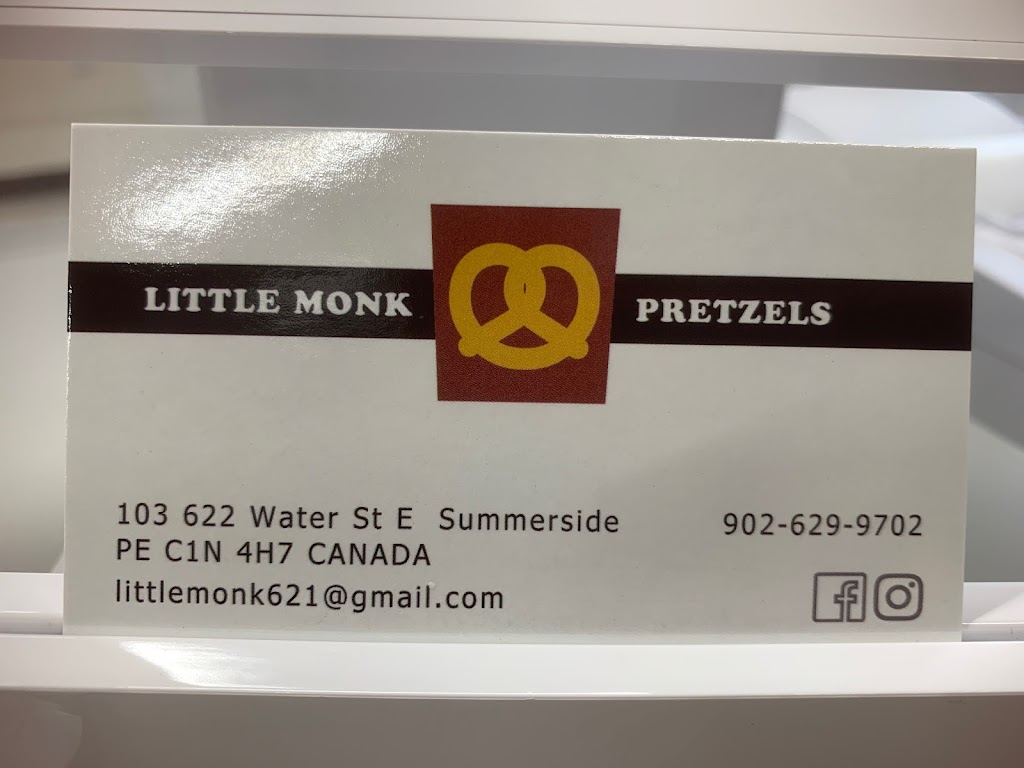 LITTLE MONK PRETZELS
103 622 Water St E Summerside
902-629-9702
PE C1N 4H7 CANADA
littlemonk621@gmail.com